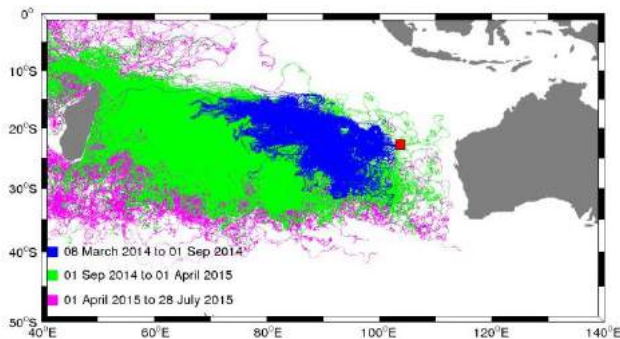 0°
10°S
20°S
30°S
40°S
08 March 2014 to 01 Sep 2014
01 Sep 2014 to 01 April 2015
01 April 2015 to 28 July 2015
50°S
40°E 60°E 80°E 100°E 120°E 140°E